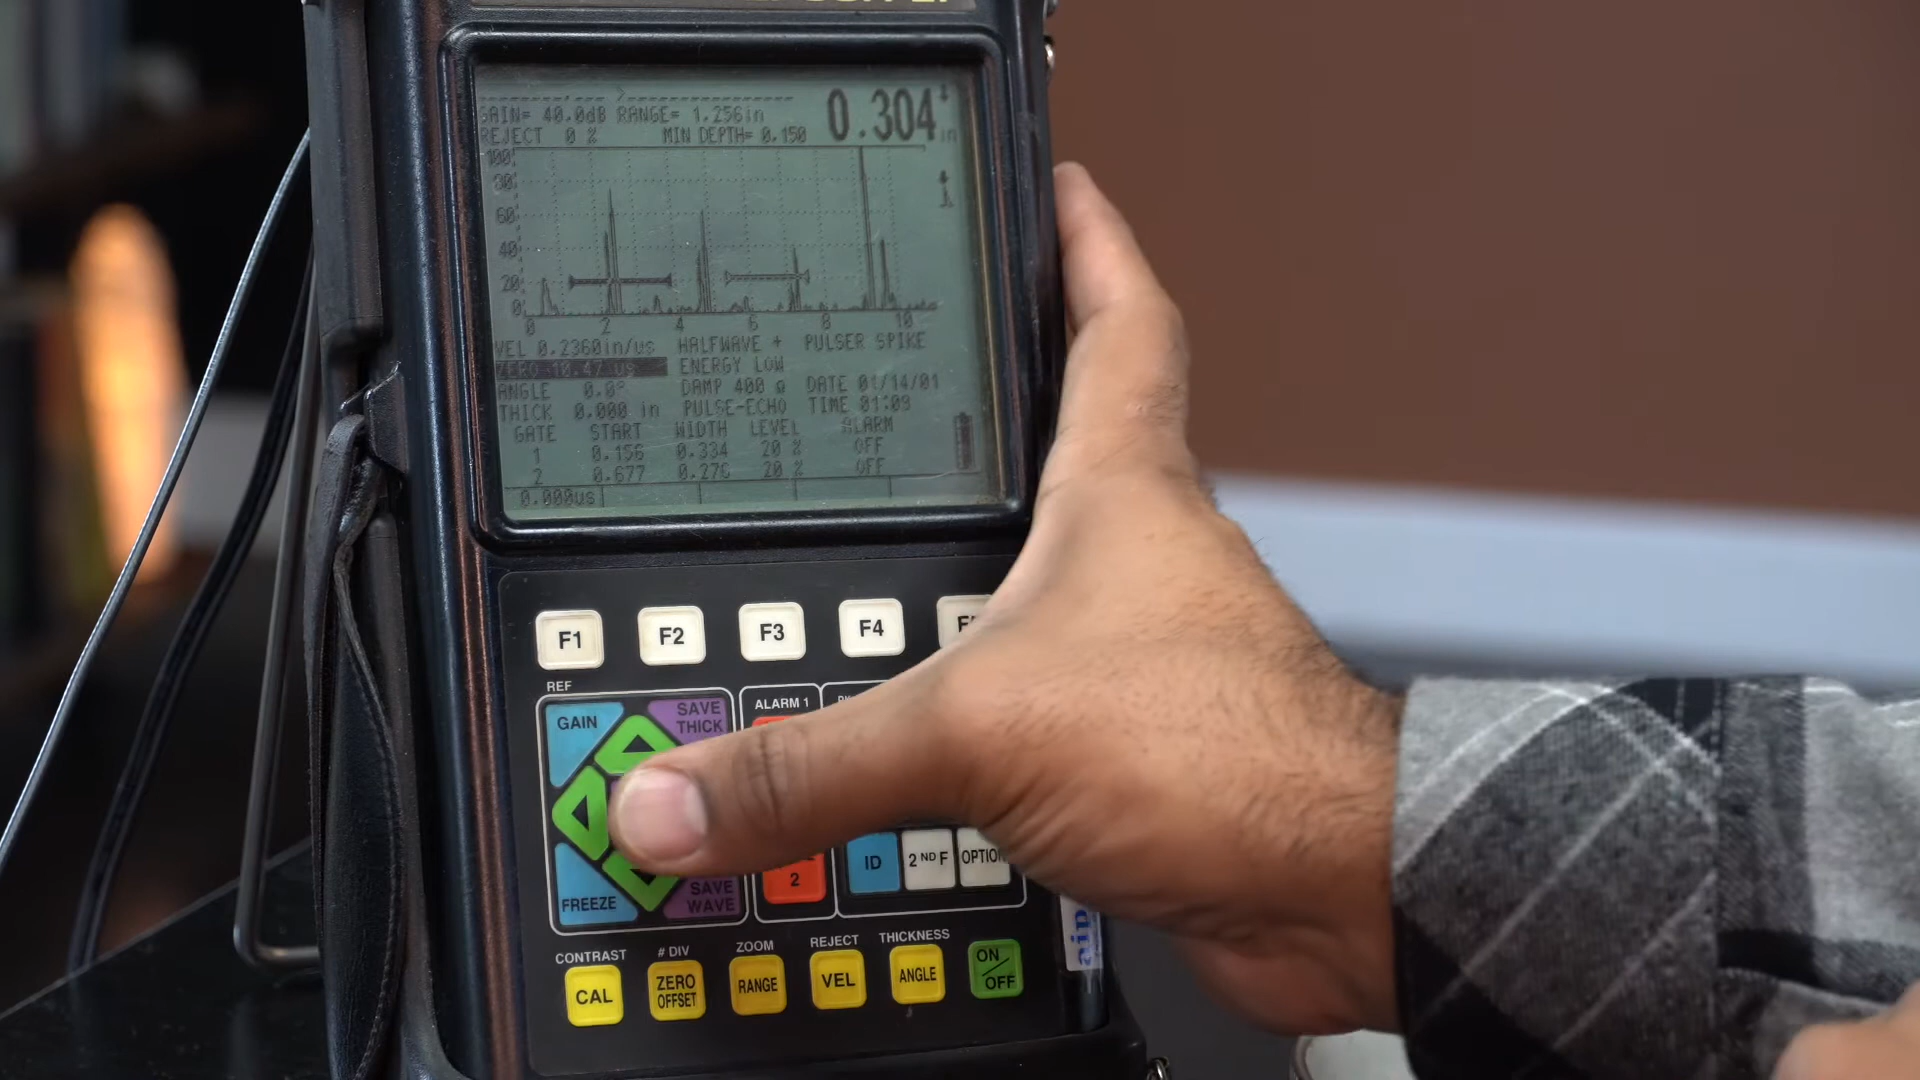 GAIN= 40.0dB RANGE= 1.256in
REJECT 0 % MIN DEPTH= 0.150
0.304 in
100
80
60
40
20
0
0 2 4 6 8 10
VEL 0.2360in/us HALFWAVE + PULSER SPIKE
ZERO 10.47 us ENERGY LOW
ANGLE 0.0° DAMP 400 Ω DATE 01/14/01
THICK 0.000 in PULSE-ECHO TIME 01:09
GATE START WIDTH LEVEL ALARM
1 0.156 0.334 20 % OFF
2 0.677 20 % OFF
0.000us
F1 F2 F3 F4
REF
GAIN
SAVE THICK
ALARM 1
FREEZE
SAVE WAVE
2
ID
2ND F
CONTRAST # DIV ZOOM REJECT THICKNESS
CAL
ZERO OFFSET
RANGE
VEL
ANGLE
ON/OFF